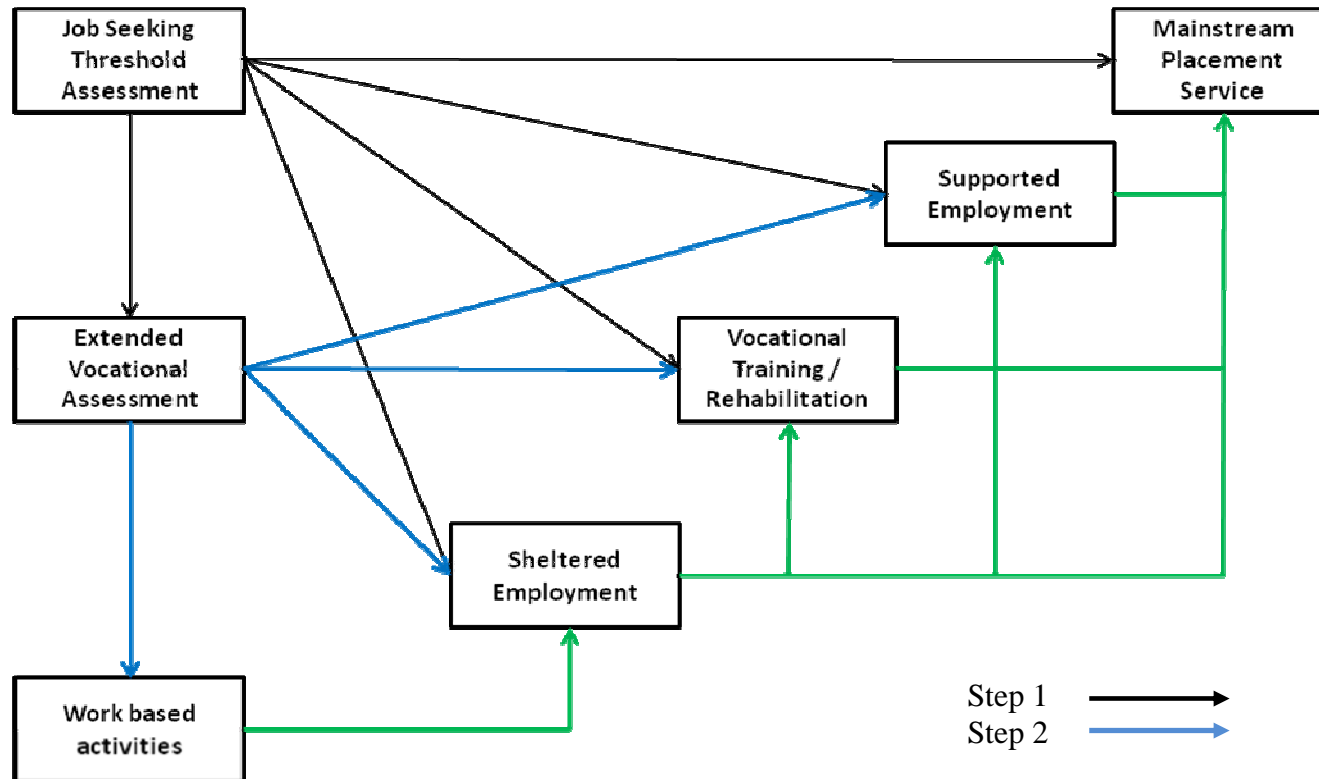 Job Seeking
Threshold
Assessment
Mainstream
Placement
Service
Supported
Employment
Extended
Vocational
Assessment
Vocational
Training /
Rehabilitation
Sheltered
Employment
Work based
activities
Step 1
Step 2